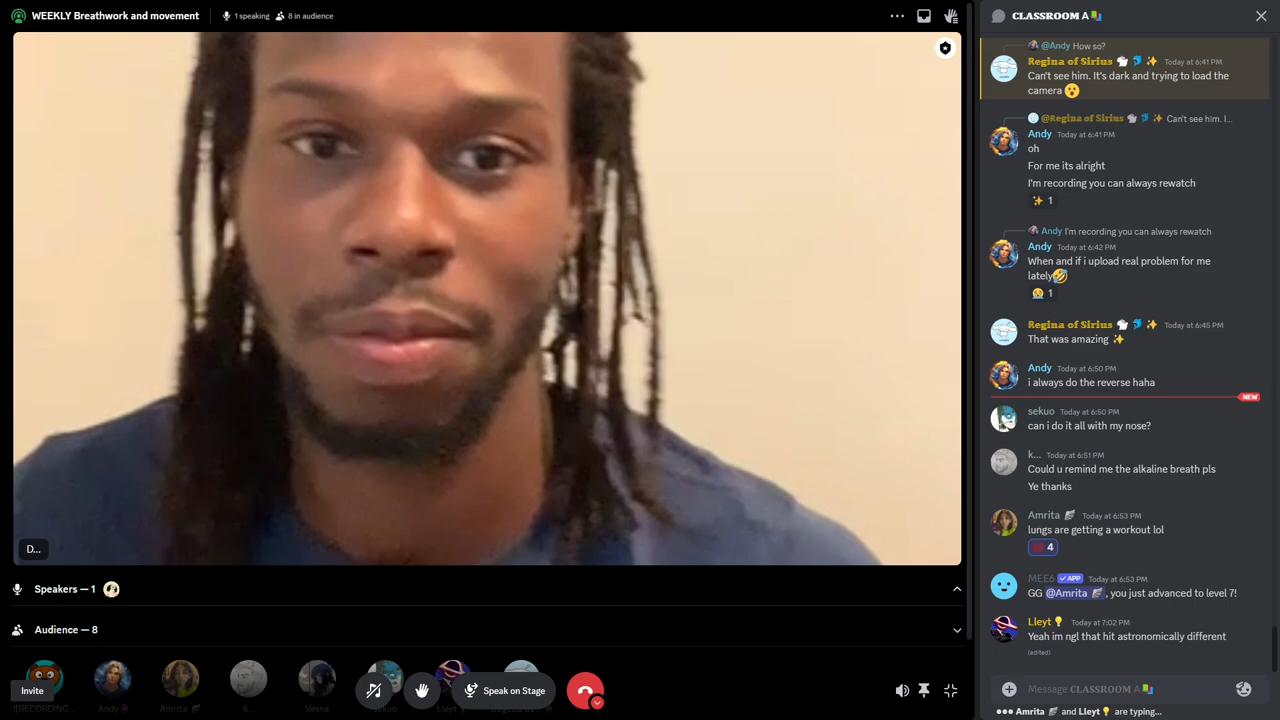 WEEKLY Breathwork and movement
1 speaking
8 in audience
D...
Speakers — 1
Audience — 8
Invite
Andy
Amrita
k...
Vesna
sekuo
Lleyt
Speak on Stage
CLASSROOM A
@Andy How so?
Regina of Sirius Today at 6:41 PM
Can't see him. It's dark and trying to load the
camera 😮
@Regina of Sirius Can't see him. I...
Andy Today at 6:41 PM
oh
For me its alright
I'm recording you can always rewatch
✨ 1
Andy I'm recording you can always rewatch
Andy Today at 6:42 PM
When and if i upload real problem for me
lately🤣
😭 1
Regina of Sirius Today at 6:45 PM
That was amazing ✨
Andy Today at 6:50 PM
i always do the reverse haha
NEW
sekuo Today at 6:50 PM
can i do it all with my nose?
k... Today at 6:51 PM
Could u remind me the alkaline breath pls
Ye thanks
Amrita Today at 6:53 PM
lungs are getting a workout lol
4
MEE6 ✓ APP Today at 6:53 PM
GG @Amrita, you just advanced to level 7!
Lleyt Today at 7:02 PM
Yeah im ngl that hit astronomically different
(edited)
Message CLASSROOM A
Amrita and Lleyt are typing...